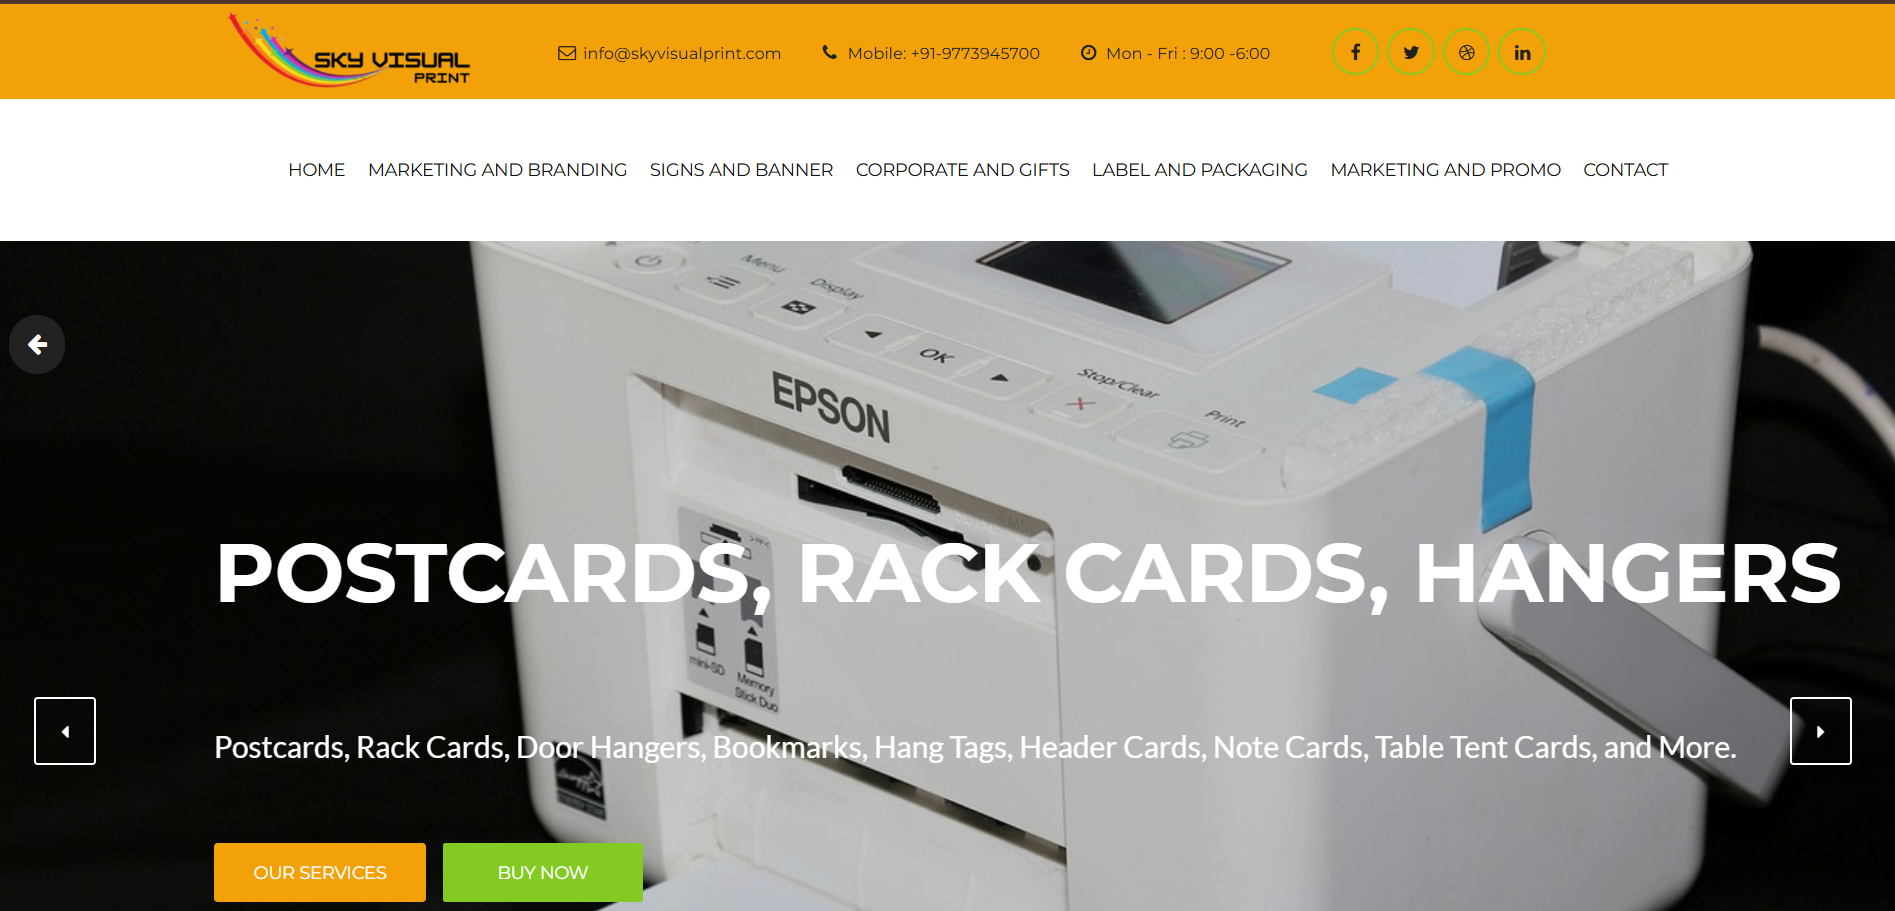 SKY VISUAL
PRINT
info@skyvisualprint.com
Mobile: +91-9773945700
Mon - Fri : 9:00 -6:00
HOME MARKETING AND BRANDING SIGNS AND BANNER CORPORATE AND GIFTS LABEL AND PACKAGING MARKETING AND PROMO CONTACT
Menu
Display
OK
Stop/Clear
Print
EPSON
POSTCARDS, RACK CARDS, HANGERS
mini-SD
Memory
Stick Duo
Postcards, Rack Cards, Door Hangers, Bookmarks, Hang Tags, Header Cards, Note Cards, Table Tent Cards, and More.
OUR SERVICES
BUY NOW